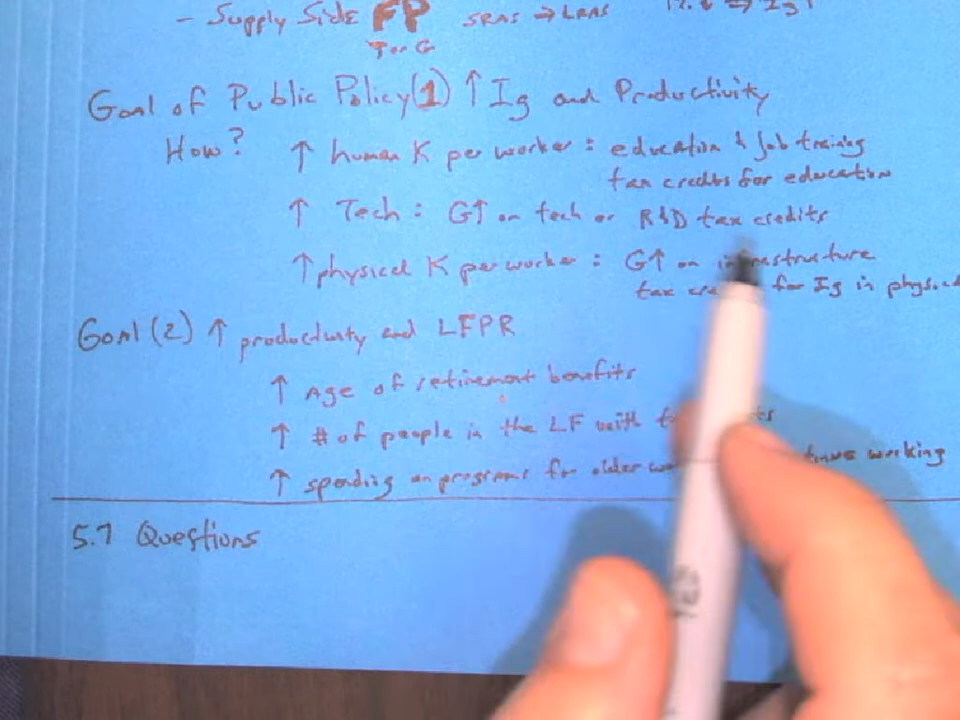 - Supply Side FP SRAS → LRAS
T or G
Goal of Public Policy (1) ↑ Ig and Productivity
How? ↑ human K per worker : education & job training
tax credits for education
↑ Tech : G↑ on tech or R&D tax credits
↑ physical K per worker : G↑ on infrastructure
tax for Ig in
Goal (2) ↑ productivity and LFPR
↑ Age of retirement benefits
↑ # of people in the LF with
↑ spending on programs for older working
5.7 Questions